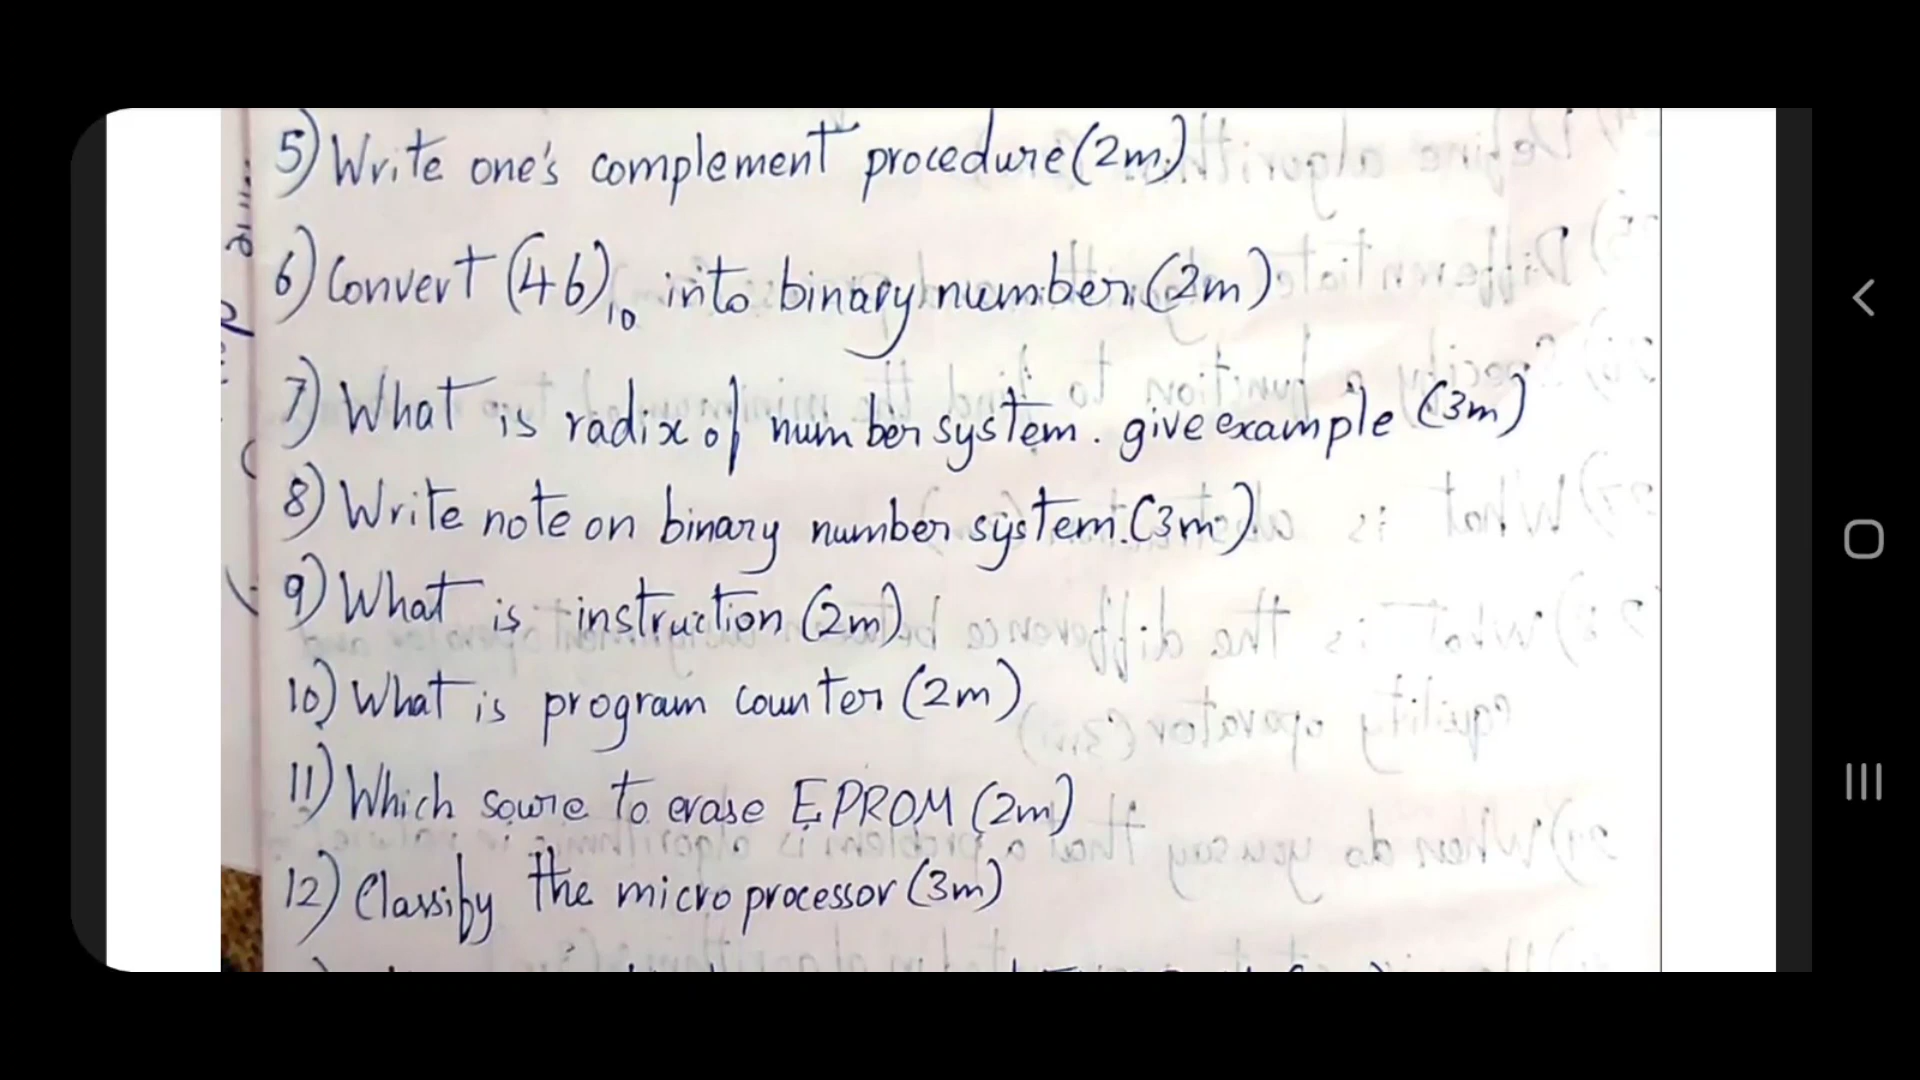 5) Write one's complement procedure (2m)
6) Convert (46)10 into binary number (2m)
7) What is radix of number system. give example (3m)
8) Write note on binary number system. (3m)
9) What is instruction (2m)
10) What is program counter (2m)
11) Which sourie to erase EPROM (2m)
12) Classify the micro processor (3m)